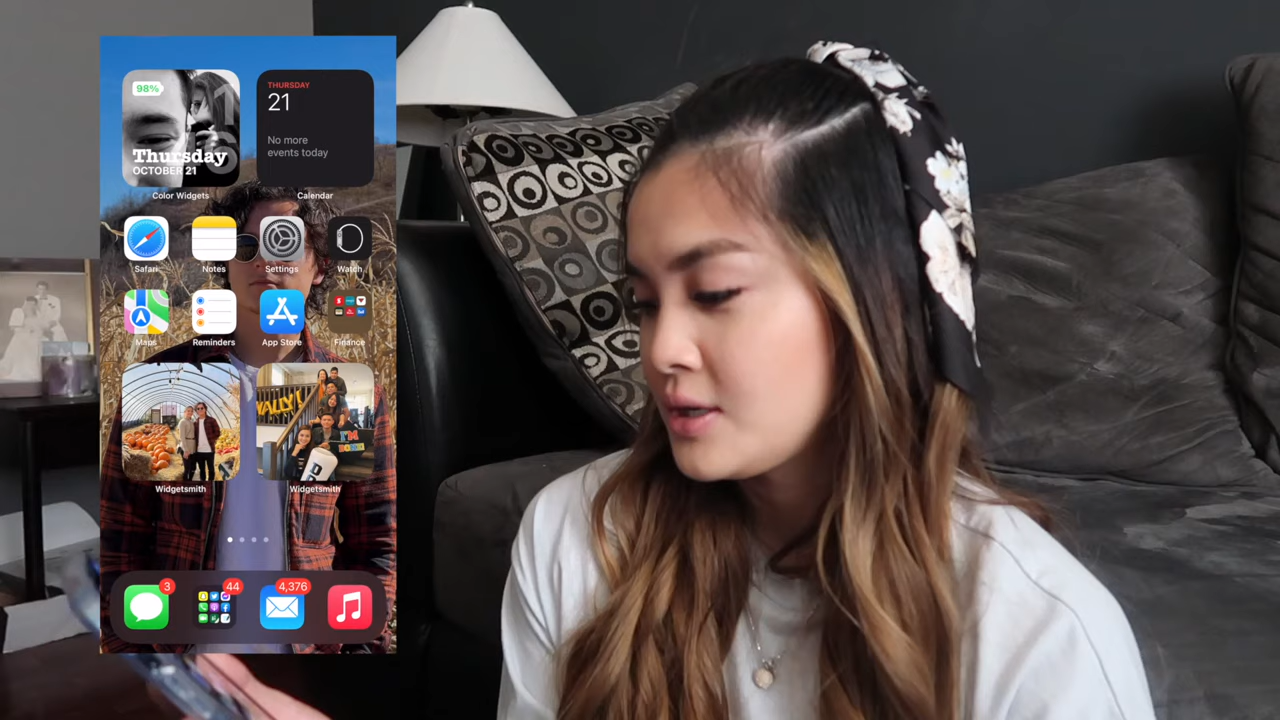 98%
Thursday
OCTOBER 21
Color Widgets
THURSDAY
21
No more
events today
Calendar
Safari
Notes
Settings
Watch
Maps
Reminders
App Store
Finance
I'M
Widgetsmith
Widgetsmith
3
44
4,376